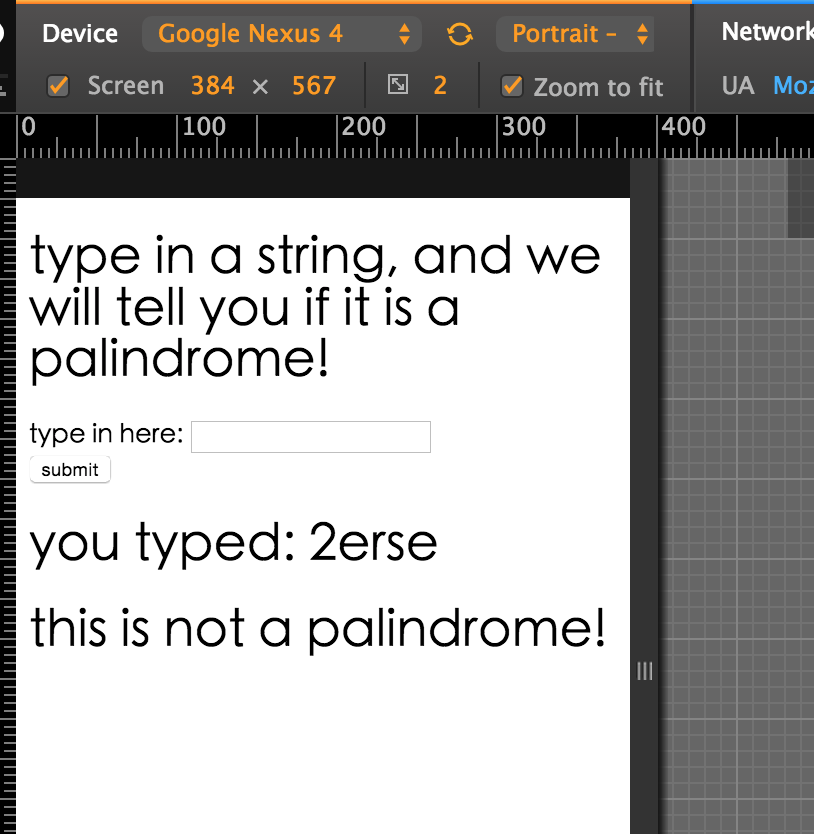 Device Google Nexus 4 Portrait – Network
Screen 384 × 567 2 Zoom to fit UA Moz
0 100 200 300 400
type in a string, and we
will tell you if it is a
palindrome!
type in here:
submit
you typed: 2erse
this is not a palindrome!